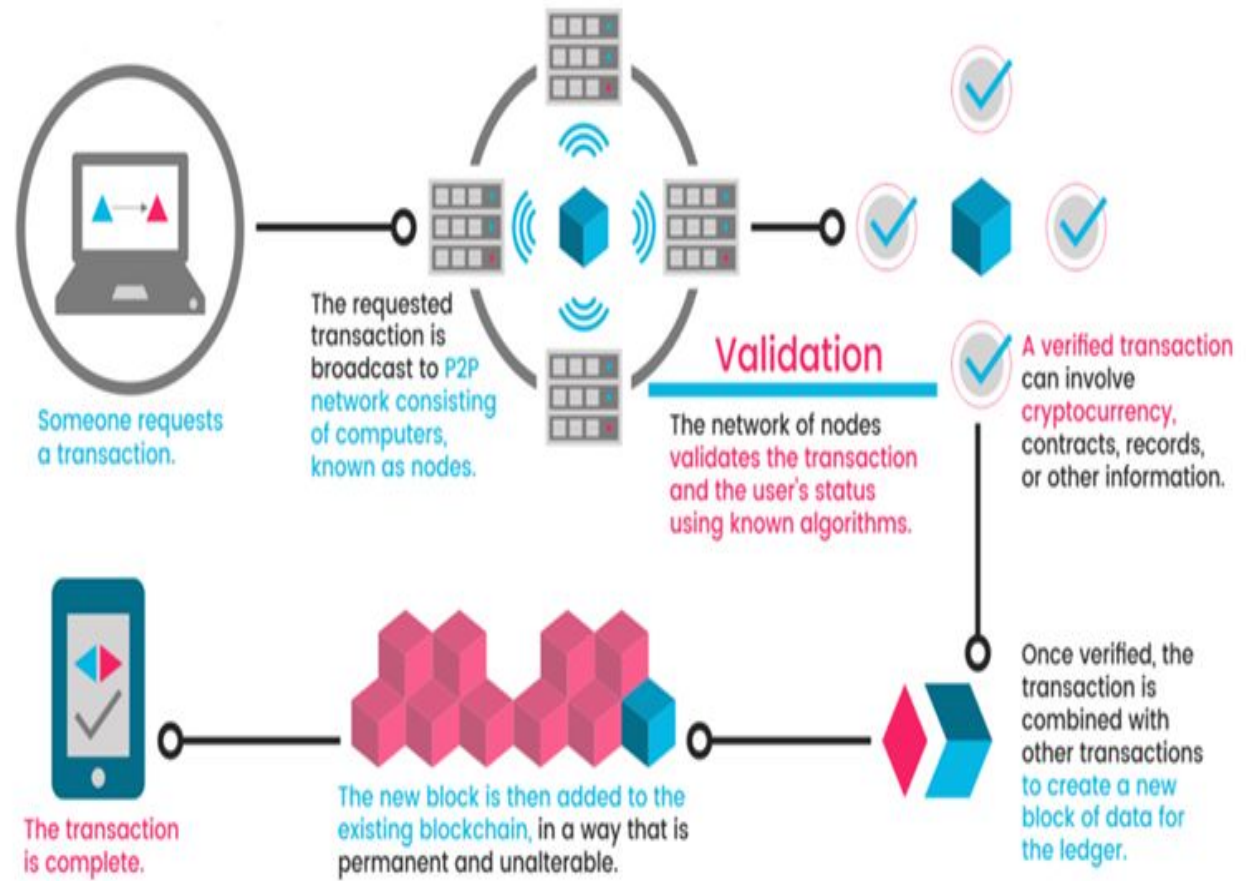 Someone requests
a transaction.
The requested
transaction is
broadcast to P2P
network consisting
of computers,
known as nodes.
Validation
The network of nodes
validates the transaction
and the user's status
using known algorithms.
A verified transaction
can involve
cryptocurrency,
contracts, records,
or other information.
Once verified, the
transaction is
combined with
other transactions
to create a new
block of data for
the ledger.
The new block is then added to the
existing blockchain, in a way that is
permanent and unalterable.
The transaction
is complete.